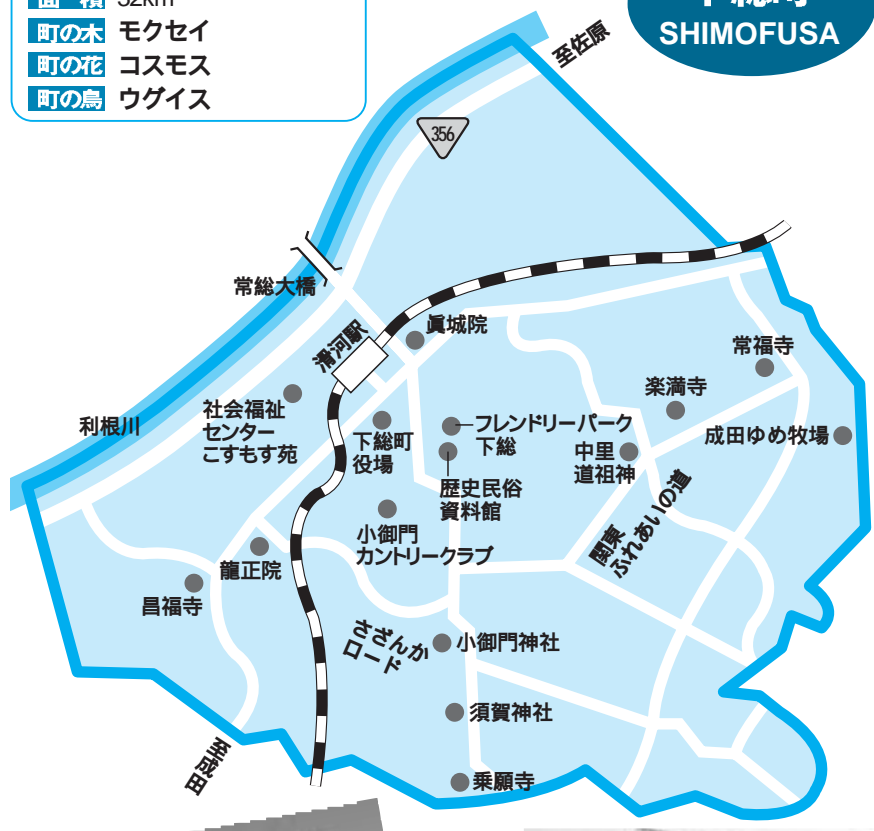 面積 32km
町の木 モクセイ
町の花 コスモス
町の鳥 ウグイス
下総町
SHIMOFUSA
至佐原
356
常総大橋
滑河駅
眞城院
利根川
社会福祉
センター
こすもす苑
下総町
役場
フレンドリーパーク
下総
歴史民俗
資料館
小御門
カントリークラブ
中里
道祖神
楽満寺
常福寺
成田ゆめ牧場
関東
ふれあいの道
龍正院
昌福寺
さざんか
ロード
小御門神社
須賀神社
乗願寺
至成田